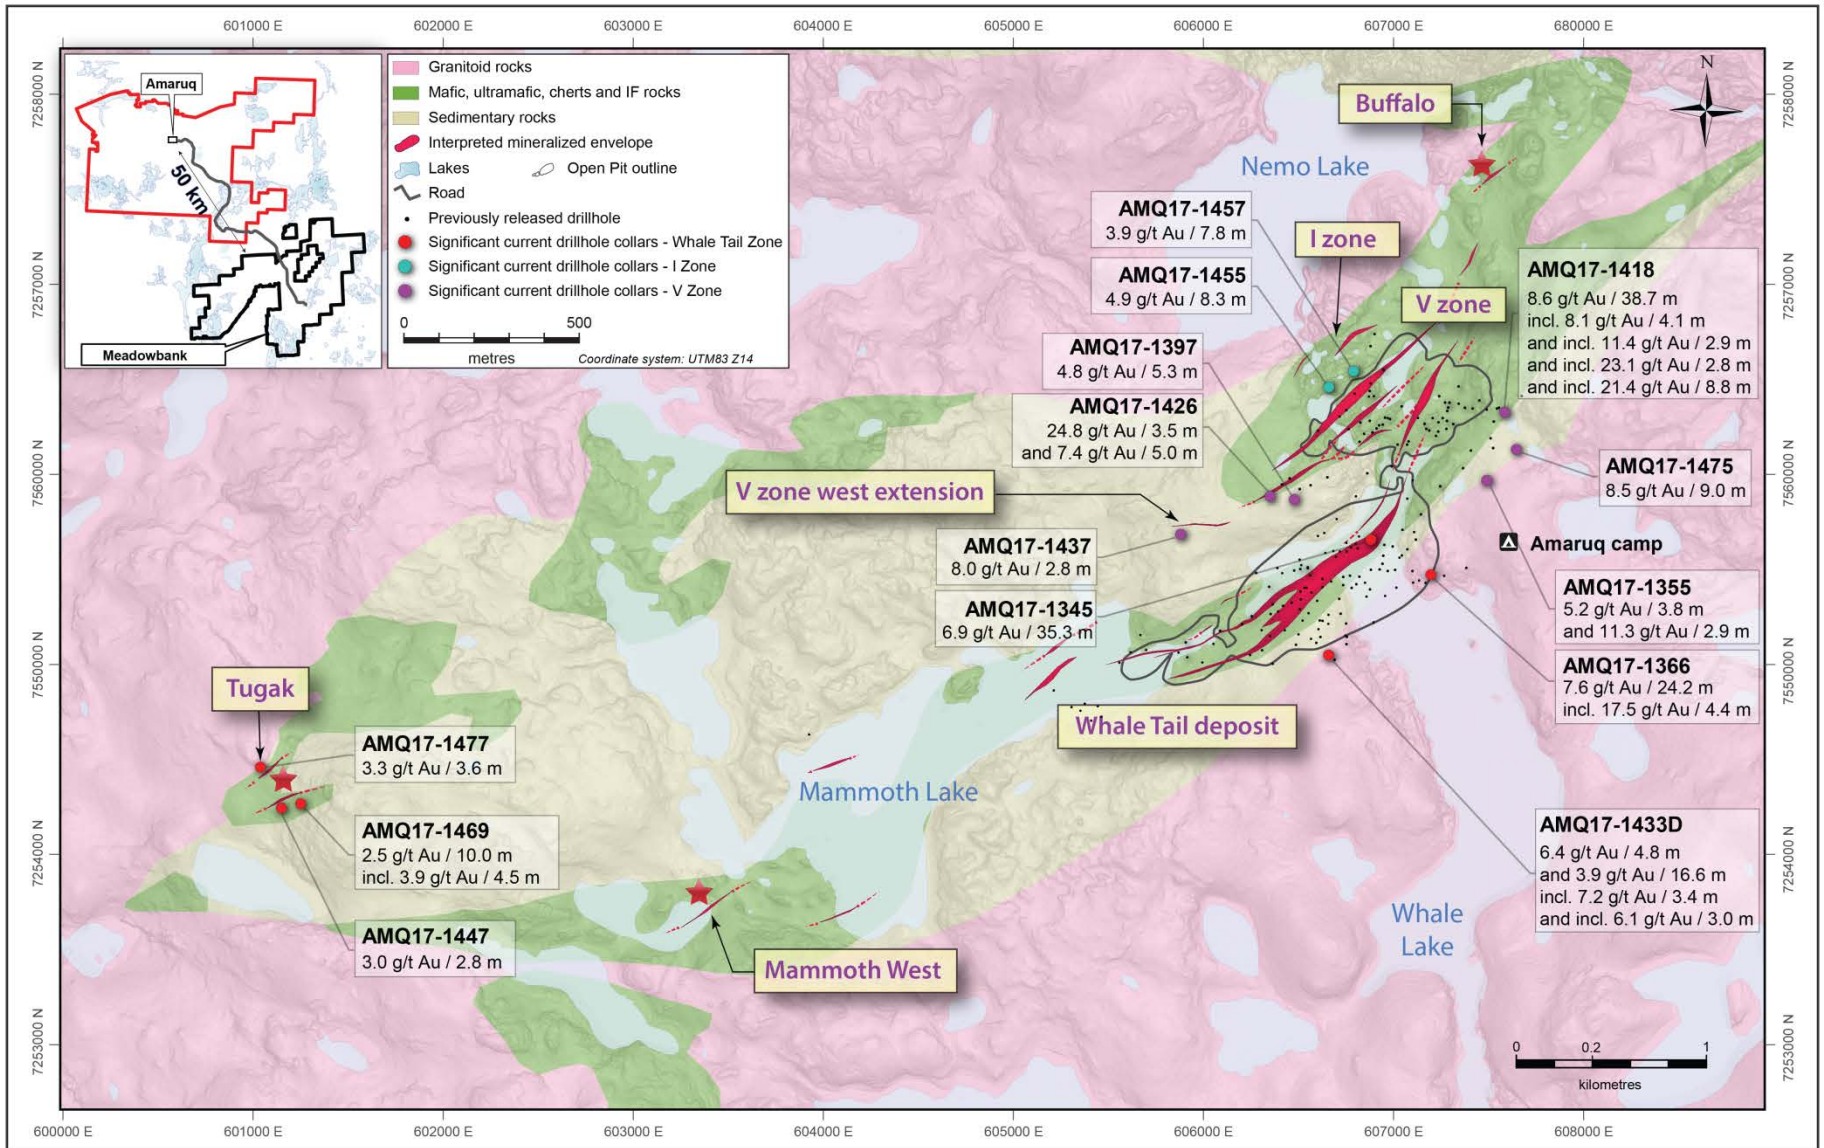 601000 E
602000 E
603000 E
604000 E
605000 E
606000 E
607000 E
608000 E
7258000 N
7257000 N
7560000 N
7550000 N
7254000 N
7253000 N
Amaruq
50 km
Meadowbank
Granitoid rocks
Mafic, ultramafic, cherts and IF rocks
Sedimentary rocks
Interpreted mineralized envelope
Lakes
Open Pit outline
Road
Previously released drillhole
Significant current drillhole collars - Whale Tail Zone
Significant current drillhole collars - I Zone
Significant current drillhole collars - V Zone
0 500
metres
Coordinate system: UTM83 Z14
N
Buffalo
Nemo Lake
AMQ17-1457
3.9 g/t Au / 7.8 m
I zone
AMQ17-1455
4.9 g/t Au / 8.3 m
V zone
AMQ17-1418
8.6 g/t Au / 38.7 m
incl. 8.1 g/t Au / 4.1 m
and incl. 11.4 g/t Au / 2.9 m
and incl. 23.1 g/t Au / 2.8 m
and incl. 21.4 g/t Au / 8.8 m
AMQ17-1397
4.8 g/t Au / 5.3 m
AMQ17-1426
24.8 g/t Au / 3.5 m
and 7.4 g/t Au / 5.0 m
AMQ17-1475
8.5 g/t Au / 9.0 m
V zone west extension
AMQ17-1437
8.0 g/t Au / 2.8 m
Amaruq camp
AMQ17-1345
6.9 g/t Au / 35.3 m
AMQ17-1355
5.2 g/t Au / 3.8 m
and 11.3 g/t Au / 2.9 m
AMQ17-1366
7.6 g/t Au / 24.2 m
incl. 17.5 g/t Au / 4.4 m
Tugak
Whale Tail deposit
AMQ17-1477
3.3 g/t Au / 3.6 m
Mammoth Lake
AMQ17-1469
2.5 g/t Au / 10.0 m
incl. 3.9 g/t Au / 4.5 m
AMQ17-1433D
6.4 g/t Au / 4.8 m
and 3.9 g/t Au / 16.6 m
incl. 7.2 g/t Au / 3.4 m
and incl. 6.1 g/t Au / 3.0 m
AMQ17-1447
3.0 g/t Au / 2.8 m
Whale
Lake
Mammoth West
0 0.2 1
kilometres
7258000 N
7257000 N
7560000 N
7550000 N
7254000 N
7253000 N
600000 E
601000 E
602000 E
603000 E
604000 E
605000 E
606000 E
607000 E
608000 E